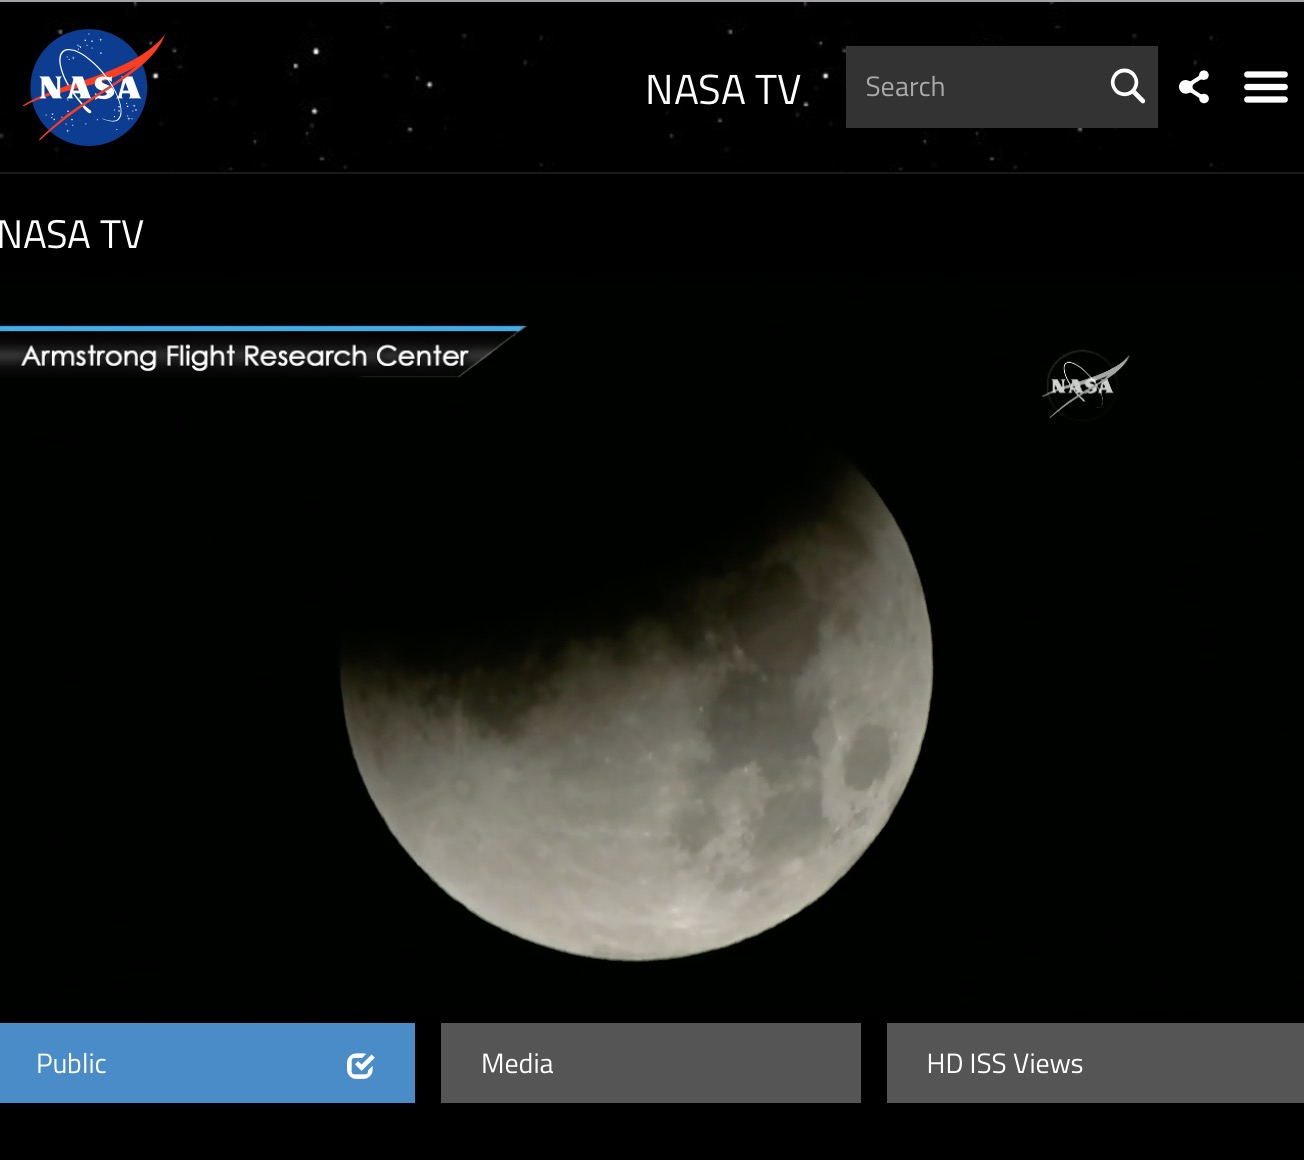 NASA
NASA TV
Search
NASA TV
Armstrong Flight Research Center
NASA
Public
Media
HD ISS Views